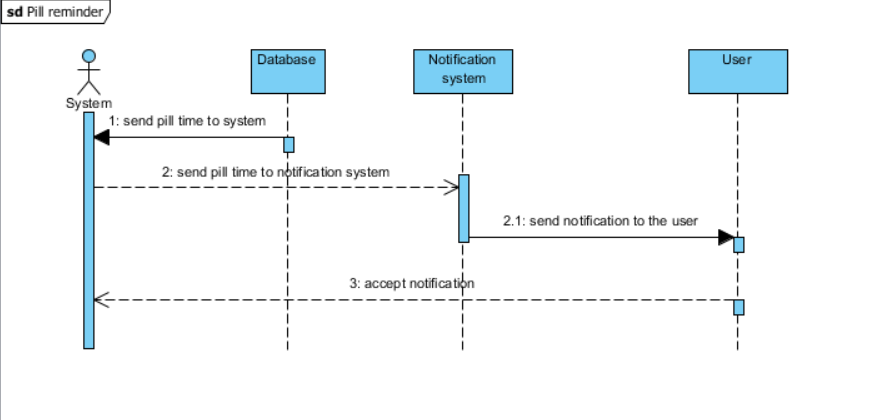 sd Pill reminder
Database
Notification
system
User
System
1: send pill time to system
2: send pill time to notification system
2.1: send notification to the user
3: accept notification